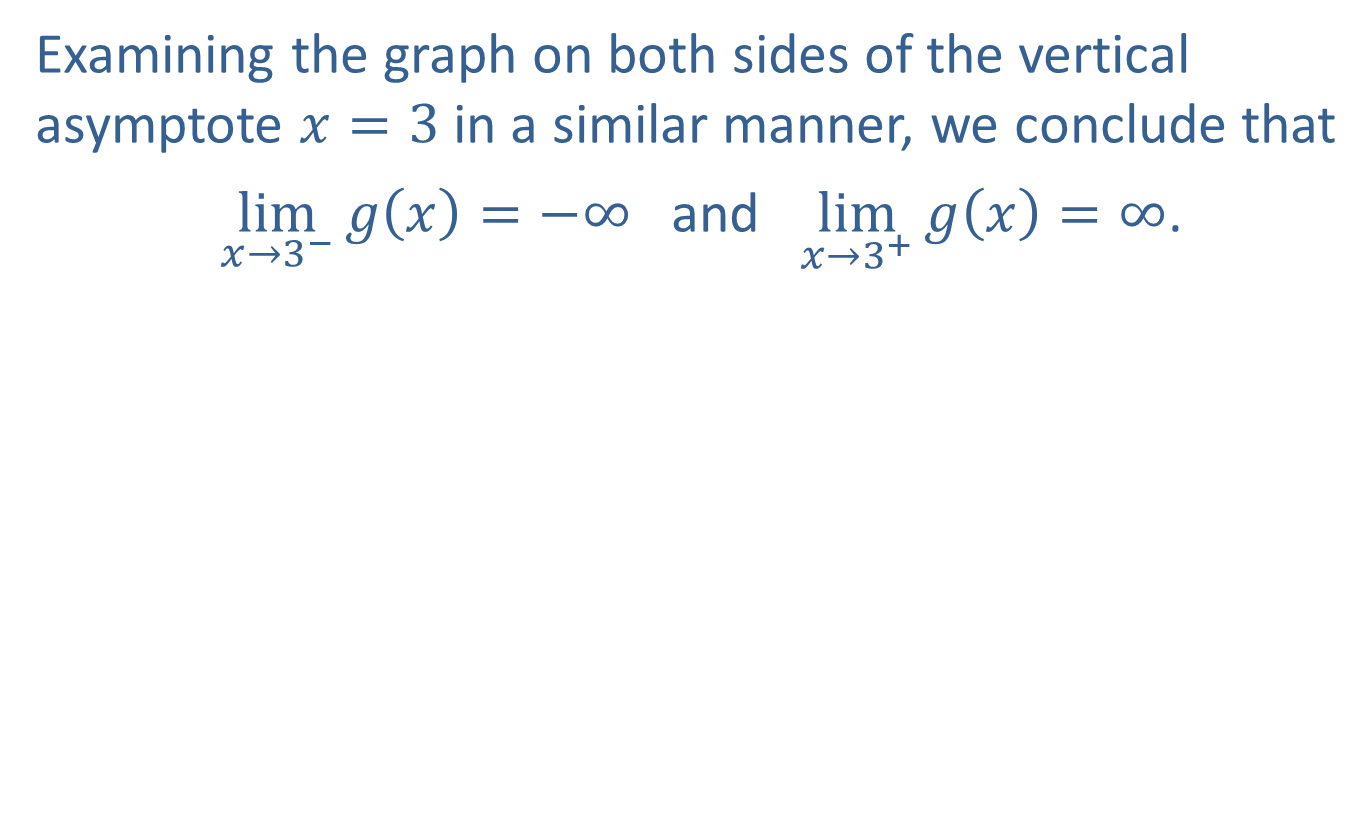 Examining the graph on both sides of the vertical
asymptote x = 3 in a similar manner, we conclude that
lim x→3⁻ g(x) = −∞ and lim x→3⁺ g(x) = ∞.